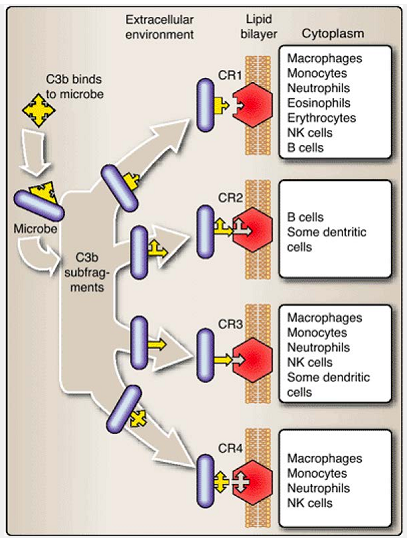 Extracellular
environment
Lipid
bilayer
Cytoplasm
C3b binds
to microbe
Microbe
C3b
subfrag-
ments
CR1
Macrophages
Monocytes
Neutrophils
Eosinophils
Erythrocytes
NK cells
B cells
CR2
B cells
Some dentritic
cells
CR3
Macrophages
Monocytes
Neutrophils
NK cells
Some dendritic
cells
CR4
Macrophages
Monocytes
Neutrophils
NK cells